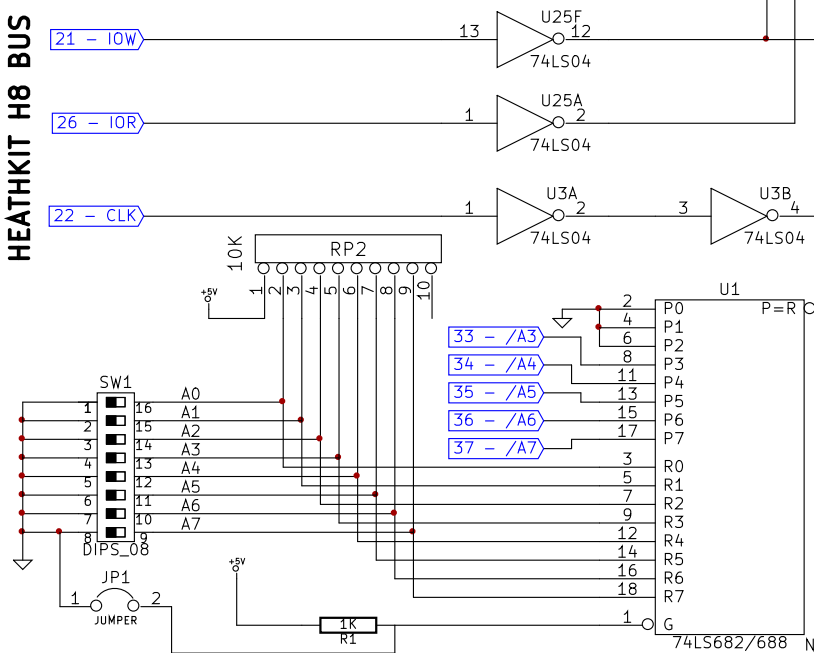 HEATHKIT H8 BUS
21 - IOW
13
U25F
12
74LS04
26 - IOR
1
U25A
2
74LS04
22 - CLK
1
U3A
2
74LS04
3
U3B
4
74LS04
10K
RP2
1
2
3
4
5
6
7
8
9
10
+5V
U1
2
P0
P=R
4
P1
6
P2
33 - /A3
8
P3
34 - /A4
11
P4
35 - /A5
13
P5
36 - /A6
15
P6
37 - /A7
17
P7
3
R0
5
R1
7
R2
9
R3
12
R4
14
R5
16
R6
18
R7
1
G
74LS682/688
N
SW1
1
16
A0
2
15
A1
3
14
A2
4
13
A3
5
12
A4
6
11
A5
7
10
A6
8
9
A7
DIPS_08
JP1
1
2
JUMPER
+5V
1K
R1